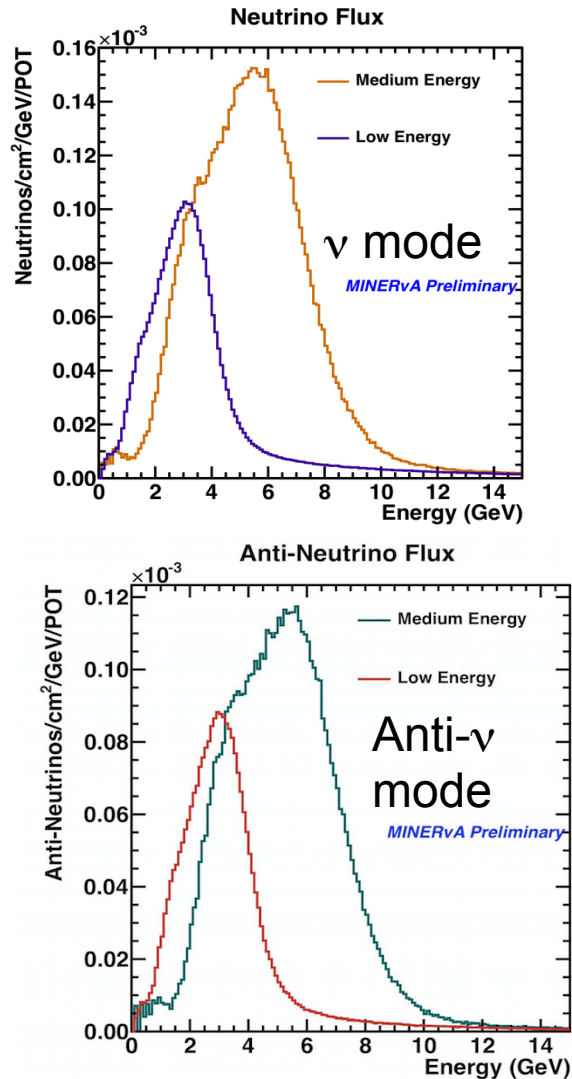 Neutrino Flux
×10⁻³
Neutrinos/cm²/GeV/POT
0.16
0.14
0.12
0.10
0.08
0.06
0.04
0.02
0.00
Medium Energy
Low Energy
ν mode
MINERνA Preliminary
0 2 4 6 8 10 12 14
Energy (GeV)
Anti-Neutrino Flux
×10⁻³
Anti-Neutrinos/cm²/GeV/POT
0.12
0.10
0.08
0.06
0.04
0.02
0.00
Medium Energy
Low Energy
Anti-ν
mode
MINERνA Preliminary
0 2 4 6 8 10 12 14
Energy (GeV)